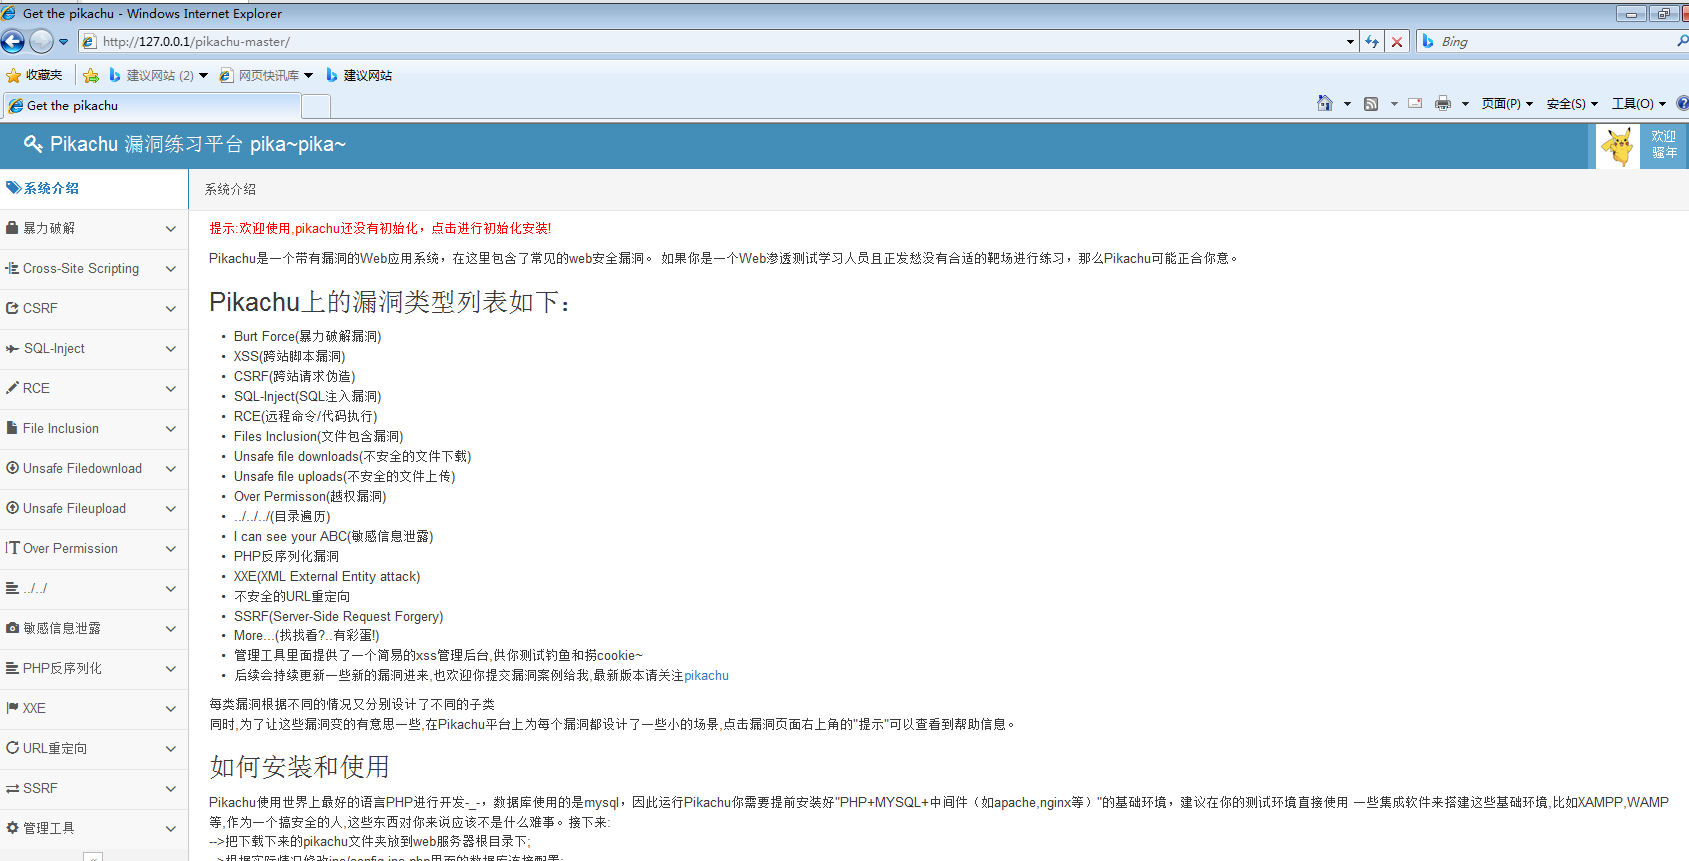 Get the pikachu - Windows Internet Explorer
http://127.0.0.1/pikachu-master/
Bing
收藏夹
建议网站 (2)
网页快讯库
建议网站
Get the pikachu
页面(P)
安全(S)
工具(O)
Pikachu 漏洞练习平台 pika~pika~
欢迎
骚年
系统介绍
暴力破解
Cross-Site Scripting
CSRF
SQL-Inject
RCE
File Inclusion
Unsafe Filedownload
Unsafe Fileupload
Over Permission
../../
敏感信息泄露
PHP反序列化
XXE
URL重定向
SSRF
管理工具
系统介绍
提示:欢迎使用,pikachu还没有初始化，点击进行初始化安装!
Pikachu是一个带有漏洞的Web应用系统，在这里包含了常见的web安全漏洞。 如果你是一个Web渗透测试学习人员且正发愁没有合适的靶场进行练习，那么Pikachu可能正合你意。
Pikachu上的漏洞类型列表如下：
• Burt Force(暴力破解漏洞)
• XSS(跨站脚本漏洞)
• CSRF(跨站请求伪造)
• SQL-Inject(SQL注入漏洞)
• RCE(远程命令/代码执行)
• Files Inclusion(文件包含漏洞)
• Unsafe file downloads(不安全的文件下载)
• Unsafe file uploads(不安全的文件上传)
• Over Permisson(越权漏洞)
• ../../../(目录遍历)
• I can see your ABC(敏感信息泄露)
• PHP反序列化漏洞
• XXE(XML External Entity attack)
• 不安全的URL重定向
• SSRF(Server-Side Request Forgery)
• More...(找找看?..有彩蛋!)
• 管理工具里面提供了一个简易的xss管理后台,供你测试钓鱼和捞cookie~
• 后续会持续更新一些新的漏洞进来,也欢迎你提交漏洞案例给我,最新版本请关注pikachu
每类漏洞根据不同的情况又分别设计了不同的子类
同时,为了让这些漏洞变的有意思一些,在Pikachu平台上为每个漏洞都设计了一些小的场景,点击漏洞页面右上角的"提示"可以查看到帮助信息。
如何安装和使用
Pikachu使用世界上最好的语言PHP进行开发-_-，数据库使用的是mysql，因此运行Pikachu你需要提前安装好"PHP+MYSQL+中间件（如apache,nginx等）"的基础环境，建议在你的测试环境直接使用 一些集成软件来搭建这些基础环境,比如XAMPP,WAMP
等,作为一个搞安全的人,这些东西对你来说应该不是什么难事。接下来:
-->把下载下来的pikachu文件夹放到web服务器根目录下;
-->根据实际情况修改inc/config.inc.php里面的数据库连接配置;